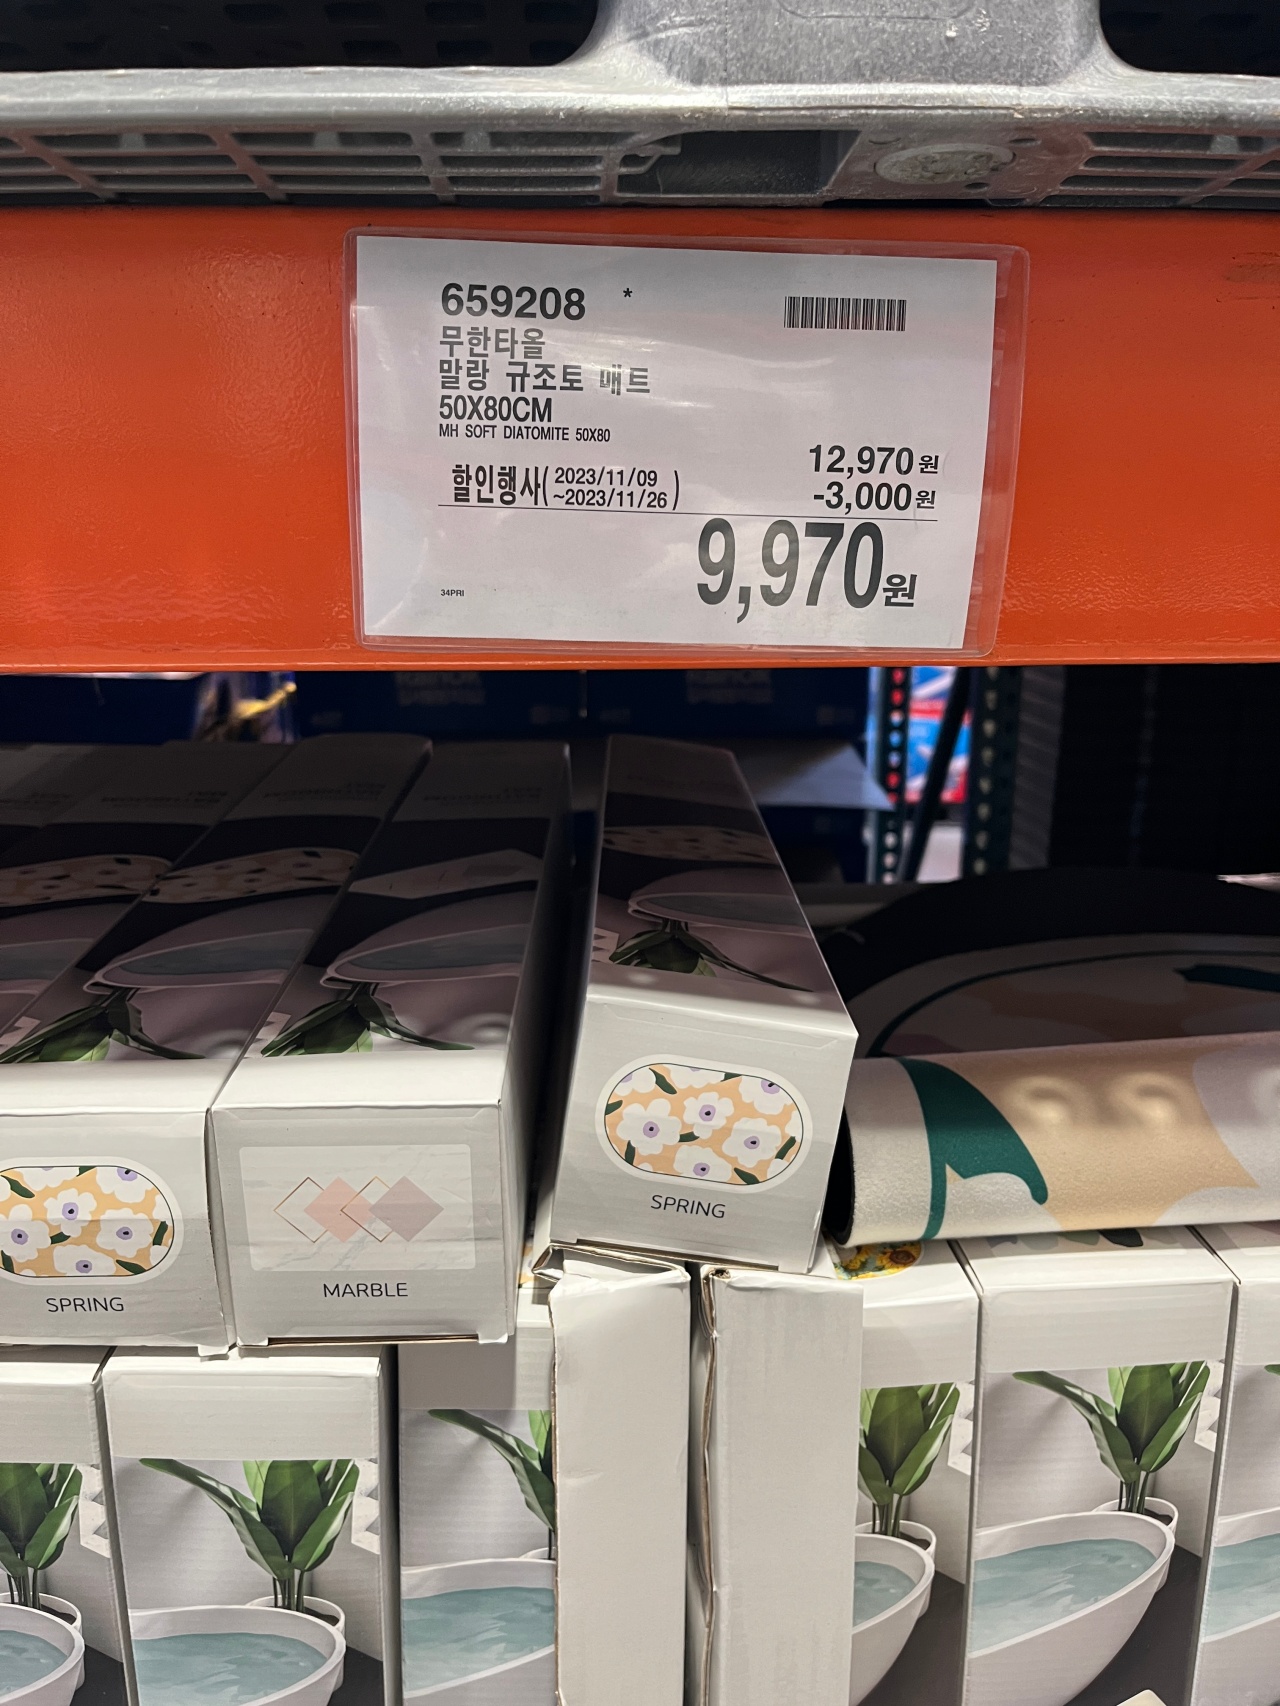 659208 *
무한타올
말랑 규조토 매트
50X80CM
MH SOFT DIATOMITE 50X80
12,970원
할인행사( 2023/11/09
~2023/11/26 )
-3,000원
9,970원
34PRI
SPRING
SPRING
MARBLE